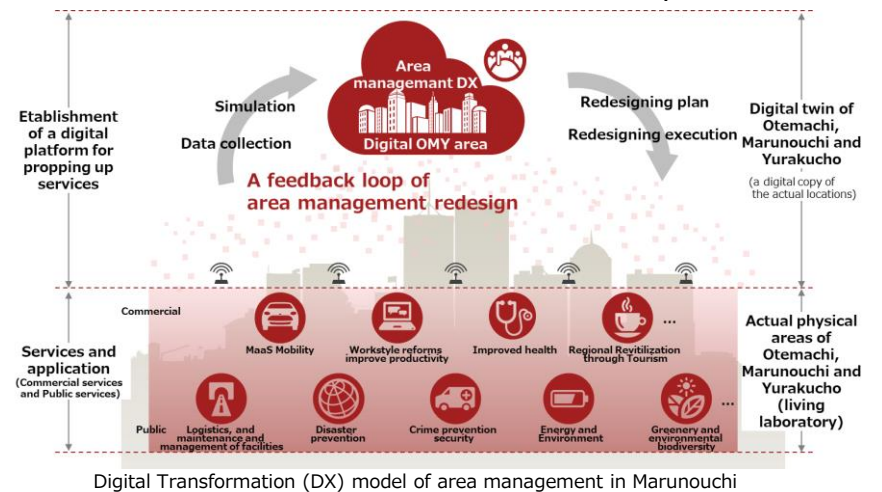 Etablishment
of a digital
platform for
propping up
services
Simulation
Data collection
Area
managemant DX
Digital OMY area
Redesigning plan
Redesigning execution
Digital twin of
Otemachi,
Marunouchi and
Yurakucho
(a digital copy of
the actual locations)
A feedback loop of
area management redesign
Services and
application
(Commercial services
and Public services)
Commercial
MaaS Mobility
Workstyle reforms
improve productivity
Improved health
Regional Revitilization
through Tourism
...
Public
Logistics, and
maintenance and
management of facilities
Disaster
prevention
Crime prevention
security
Energy and
Environment
Greenery and
environmental
biodiversity
...
Actual physical
areas of
Otemachi,
Marunouchi and
Yurakucho
(living
laboratory)
Digital Transformation (DX) model of area management in Marunouchi